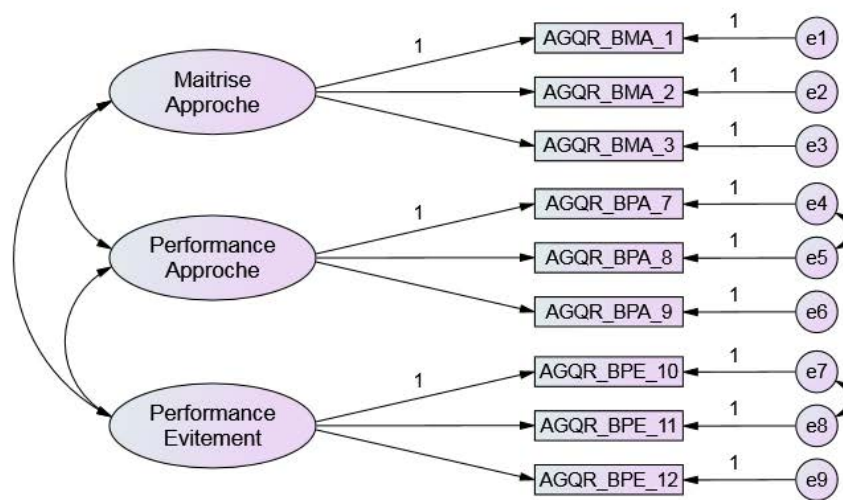 1
AGQR_BMA_1
1
e1
Maitrise
Approche
AGQR_BMA_2
1
e2
AGQR_BMA_3
1
e3
1
AGQR_BPA_7
1
e4
Performance
Approche
AGQR_BPA_8
1
e5
AGQR_BPA_9
1
e6
1
AGQR_BPE_10
1
e7
Performance
Evitement
AGQR_BPE_11
1
e8
AGQR_BPE_12
1
e9